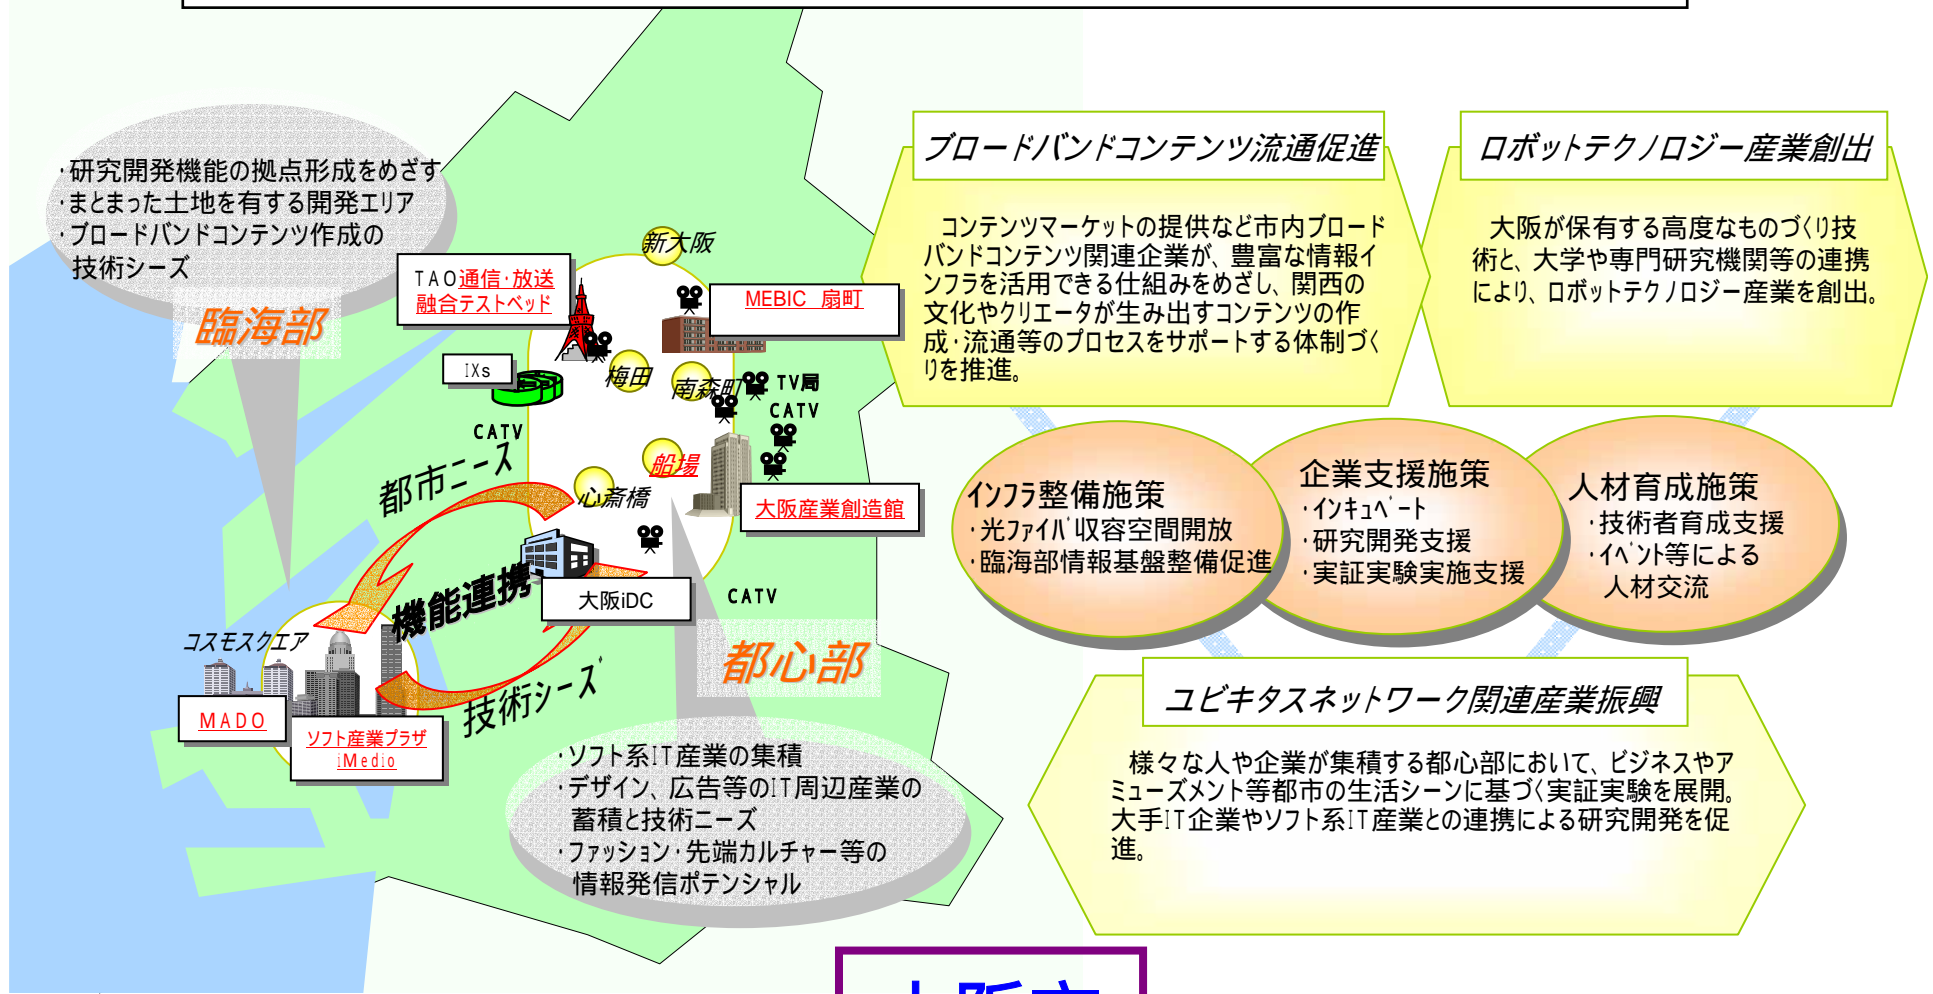 ・研究開発機能の拠点形成をめざす
・まとまった土地を有する開発エリア
・ブロードバンドコンテンツ作成の
技術シーズ
臨海部
新大阪
TAO通信・放送
融合テストベッド
MEBIC 扇町
IXs
梅田
南森町
TV局
CATV
CATV
都市ニーズ
船場
心斎橋
大阪産業創造館
機能連携
大阪iDC
CATV
コスモスクエア
都心部
技術シーズ
MADO
ソフト産業プラザ
iMedio
・ソフト系IT産業の集積
・デザイン、広告等のIT周辺産業の
蓄積と技術ニーズ
・ファッション・先端カルチャー等の
情報発信ポテンシャル
ブロードバンドコンテンツ流通促進
コンテンツマーケットの提供など市内ブロード
バンドコンテンツ関連企業が、豊富な情報イ
ンフラを活用できる仕組みをめざし、関西の
文化やクリエータが生み出すコンテンツの作
成・流通等のプロセスをサポートする体制づく
りを推進。
ロボットテクノロジー産業創出
大阪が保有する高度なものづくり技
術と、大学や専門研究機関等の連携
により、ロボットテクノロジー産業を創出。
インフラ整備施策
・光ファイバ収容空間開放
・臨海部情報基盤整備促進
企業支援施策
・インキュベート
・研究開発支援
・実証実験実施支援
人材育成施策
・技術者育成支援
・イベント等による
人材交流
ユビキタスネットワーク関連産業振興
様々な人や企業が集積する都心部において、ビジネスやア
ミューズメント等都市の生活シーンに基づく実証実験を展開。
大手IT企業やソフト系IT産業との連携による研究開発を促
進。
大阪市